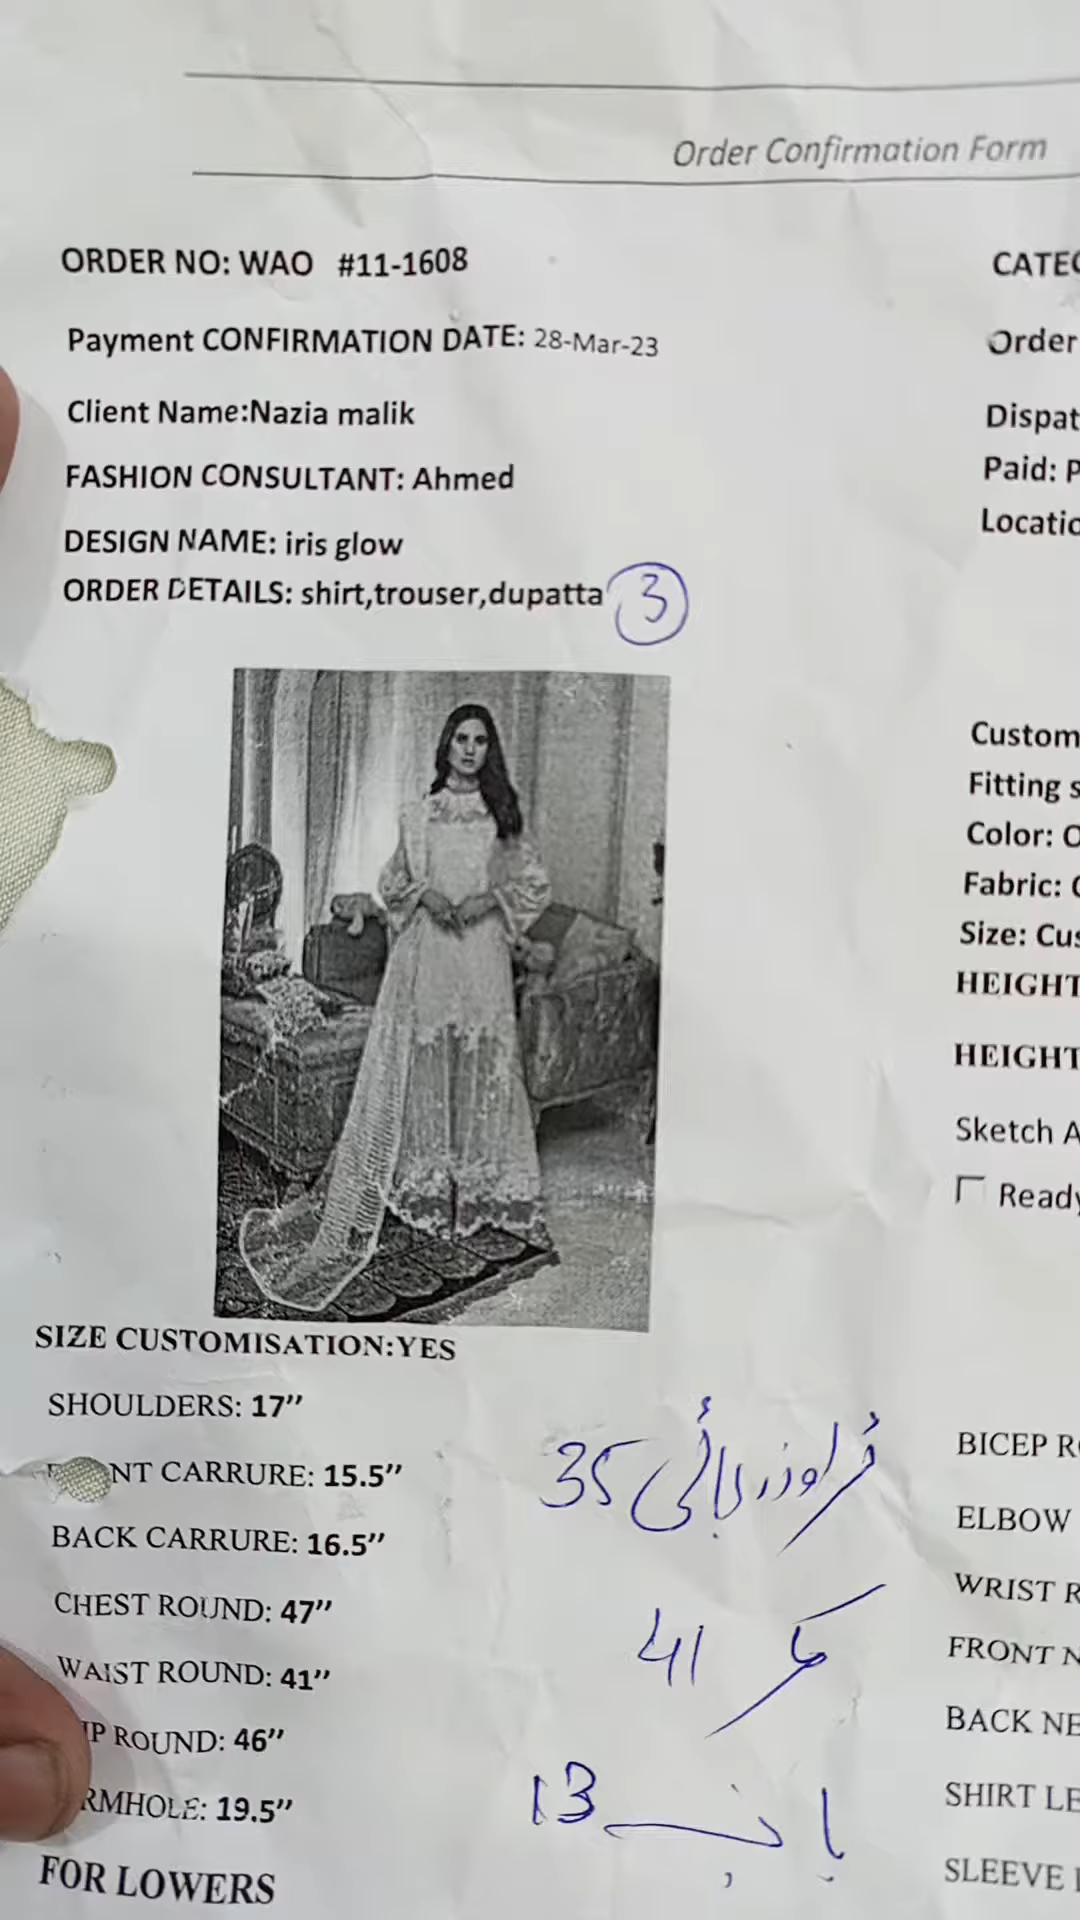 Order Confirmation Form
ORDER NO: WAO #11-1608
CATE
Payment CONFIRMATION DATE: 28-Mar-23
Order
Client Name:Nazia malik
Dispat
FASHION CONSULTANT: Ahmed
Paid: P
Locatio
DESIGN NAME: iris glow
ORDER DETAILS: shirt,trouser,dupatta 3
Custom
Fitting s
Color: O
Fabric:
Size: Cus
HEIGHT
HEIGHT
Sketch A
Ready
SIZE CUSTOMISATION:YES
SHOULDERS: 17”
NT CARRURE: 15.5”
35
BICEP R
BACK CARRURE: 16.5”
ELBOW
CHEST ROUND: 47”
WRIST R
WAIST ROUND: 41”
41
FRONT N
IP ROUND: 46”
BACK NE
RMHOLE: 19.5”
13
SHIRT LE
FOR LOWERS
SLEEVE